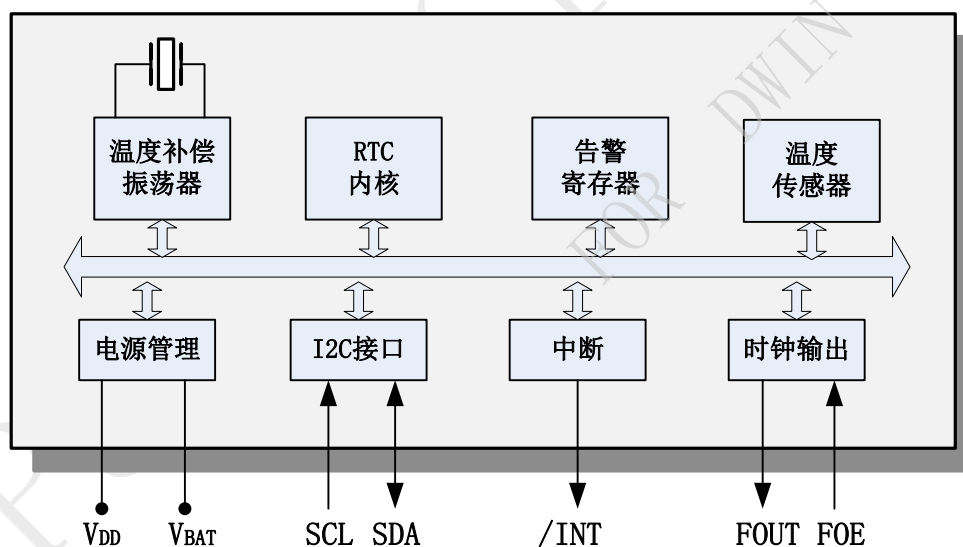 温度补偿
振荡器
RTC
内核
告警
寄存器
温度
传感器
电源管理
I2C接口
中断
时钟输出
VDD
VBAT
SCL
SDA
/INT
FOUT
FOE
FOR DWIN